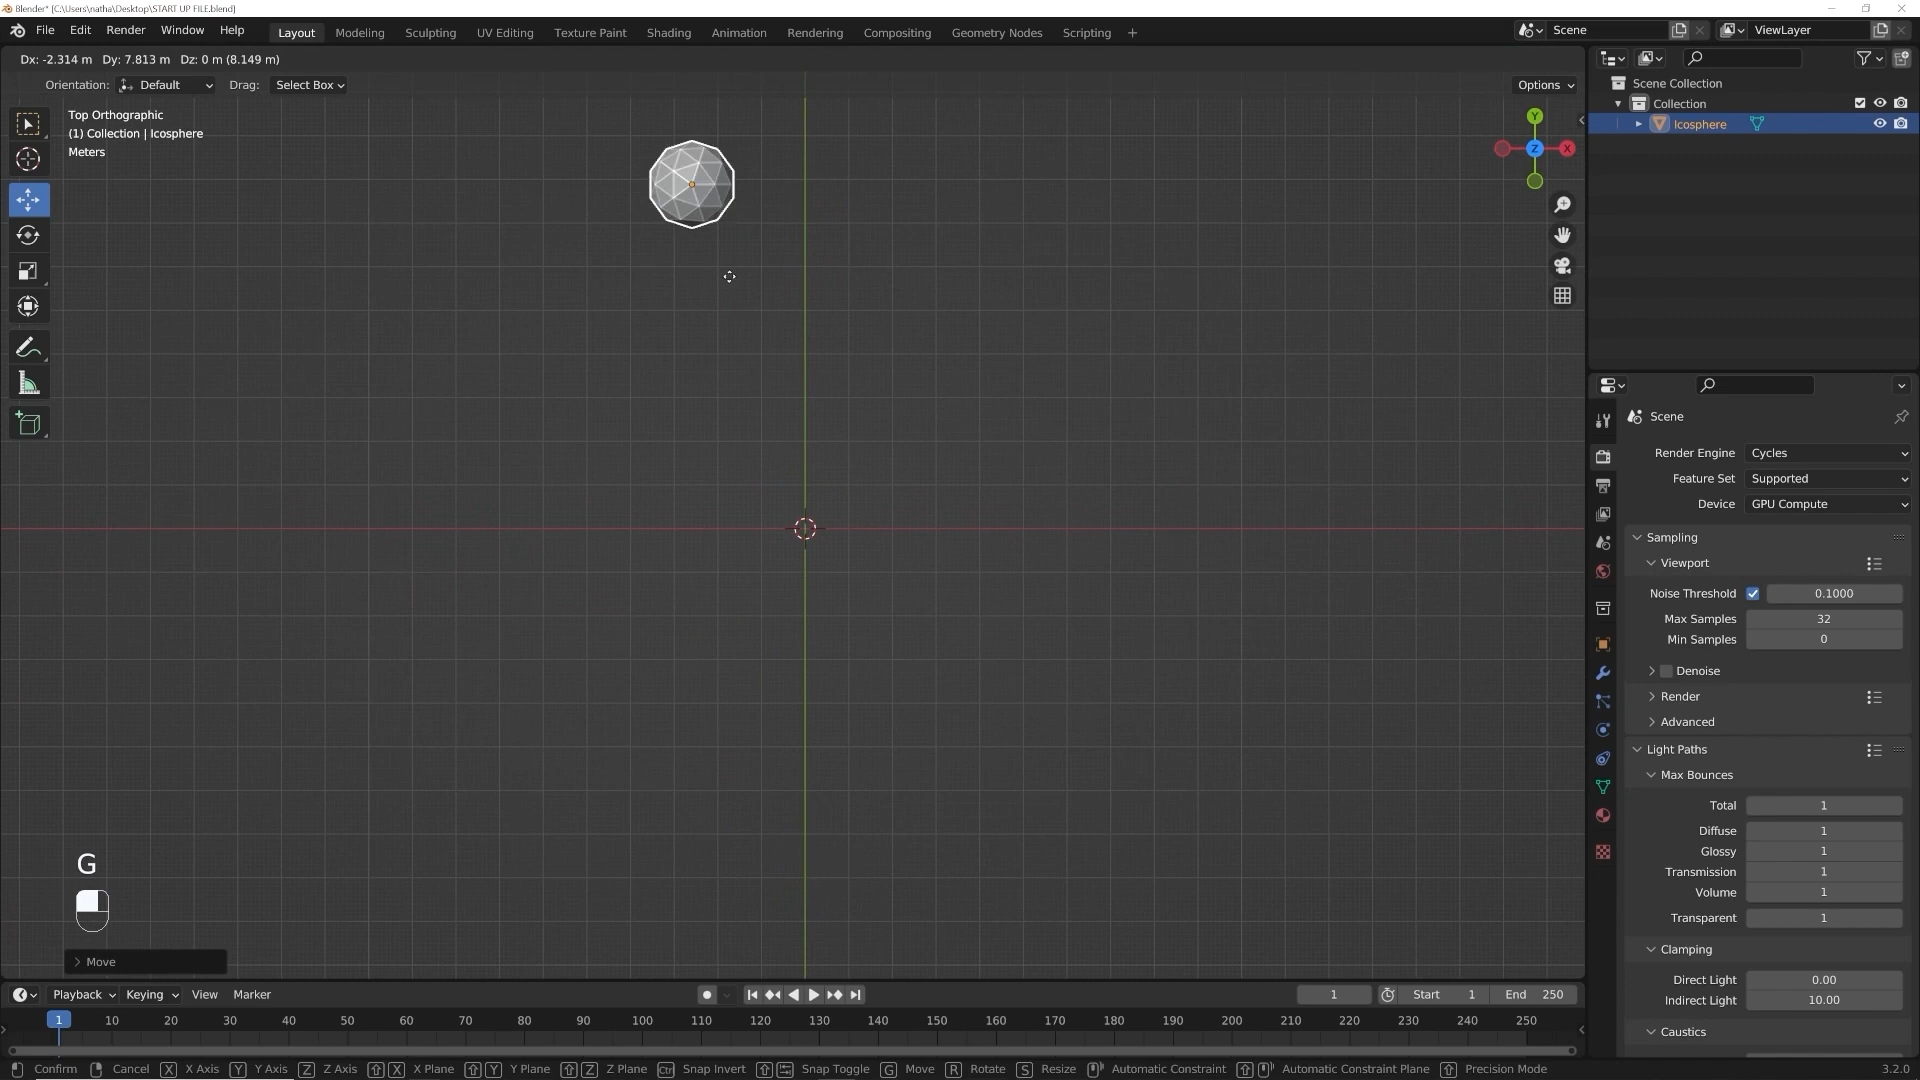 Blender* [C:\Users\natha\Desktop\START UP FILE.blend]
File Edit Render Window Help Layout Modeling Sculpting UV Editing Texture Paint Shading Animation Rendering Compositing Geometry Nodes Scripting + Scene ViewLayer
Dx: -2.314 m Dy: 7.813 m Dz: 0 m (8.149 m)
Orientation: Default Drag: Select Box Options
Top Orthographic
(1) Collection | Icosphere
Meters
Y
Z X
Scene Collection
Collection
Icosphere
Scene
Render Engine Cycles
Feature Set Supported
Device GPU Compute
Sampling
Viewport
Noise Threshold 0.1000
Max Samples 32
Min Samples 0
Denoise
Render
Advanced
Light Paths
Max Bounces
Total 1
Diffuse 1
Glossy 1
Transmission 1
Volume 1
Transparent 1
Clamping
Direct Light 0.00
Indirect Light 10.00
Caustics
G
Move
Playback Keying View Marker 1 Start 1 End 250
1 10 20 30 40 50 60 70 80 90 100 110 120 130 140 150 160 170 180 190 200 210 220 230 240 250
Confirm Cancel X X Axis Y Y Axis Z Z Axis X X Plane Y Y Plane Z Z Plane Ctrl Snap Invert Snap Toggle G Move R Rotate S Resize Automatic Constraint Automatic Constraint Plane Precision Mode 3.2.0